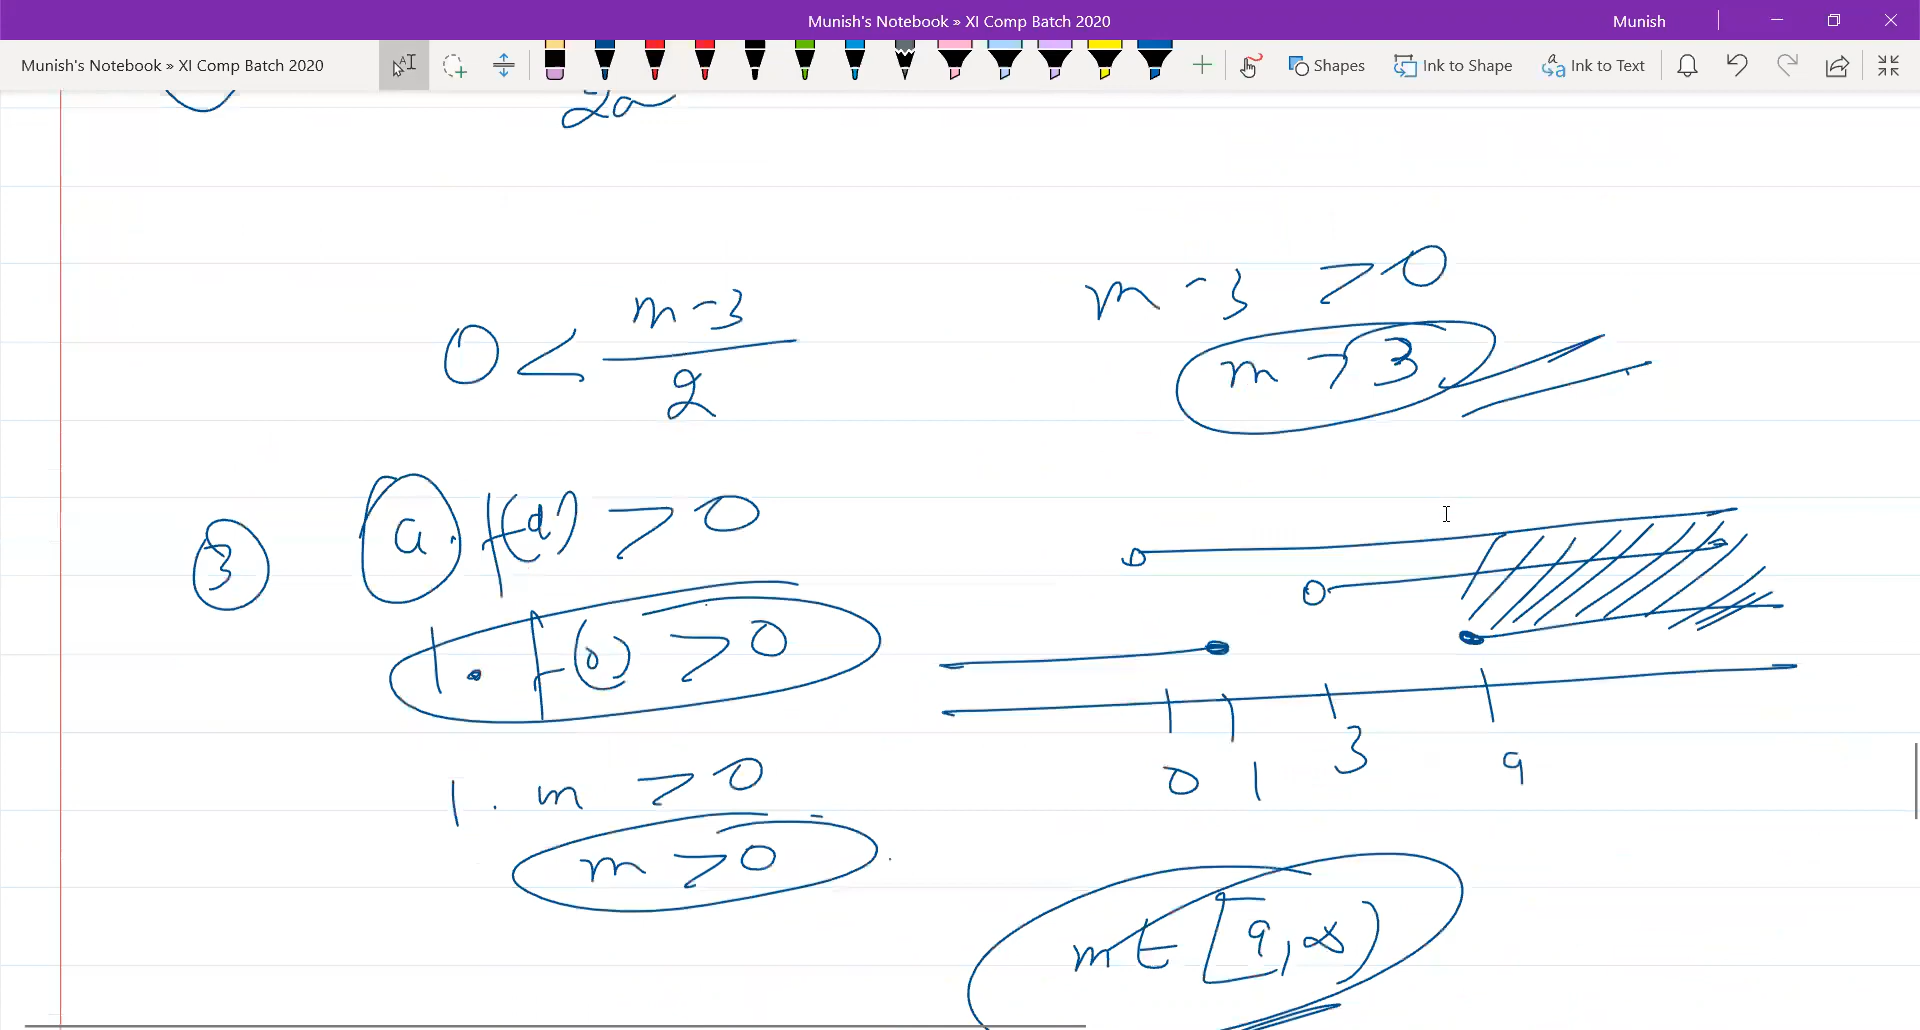 Munish's Notebook » XI Comp Batch 2020
Munish
Munish's Notebook » XI Comp Batch 2020
Shapes
Ink to Shape
Ink to Text
2a
0 < m-3 / 2
m - 3 > 0
m > 3
3
a. f(d) > 0
1. f(0) > 0
1. m > 0
m > 0
0 1 3 9
m ∈ [9, ∞)